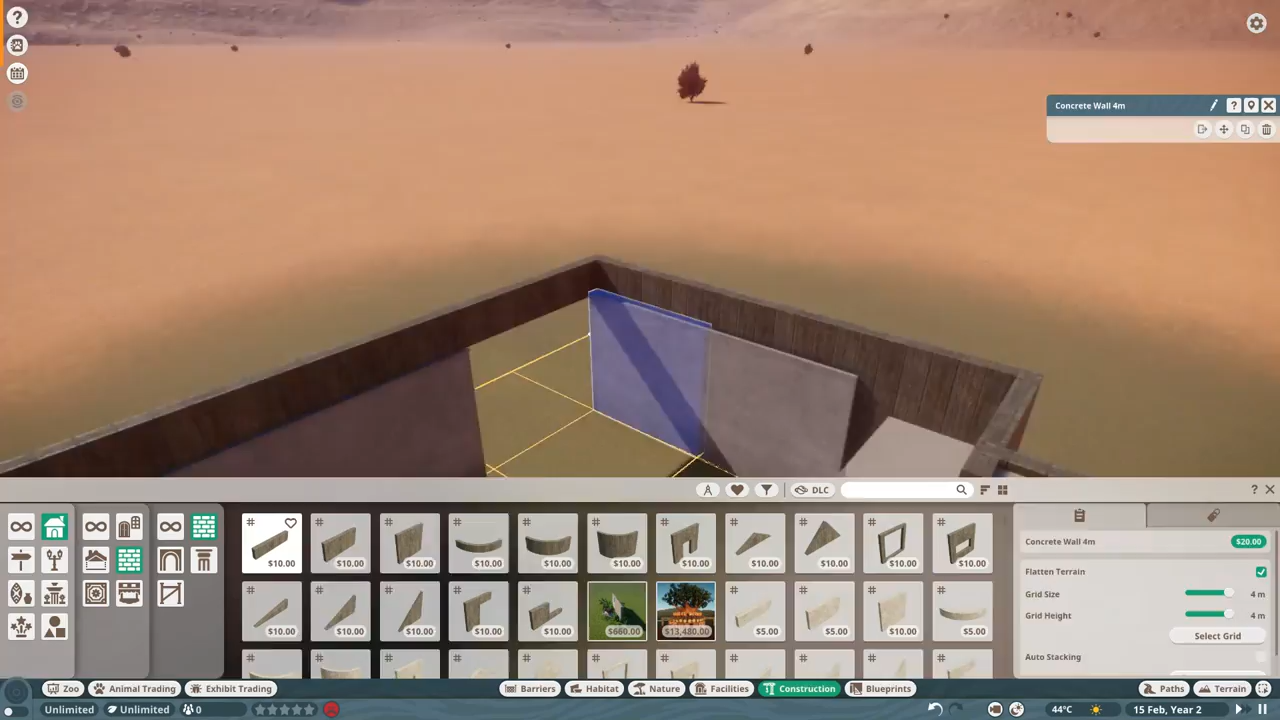 Concrete Wall 4m
DLC
$10.00 $10.00 $10.00 $10.00 $10.00 $10.00 $10.00 $10.00 $10.00 $10.00 $10.00
$10.00 $10.00 $10.00 $10.00 $10.00 $660.00 $13,480.00 $5.00 $5.00 $10.00 $5.00
Concrete Wall 4m $20.00
Flatten Terrain
Grid Size 4 m
Grid Height 4 m
Select Grid
Auto Stacking
Zoo Animal Trading Exhibit Trading Barriers Habitat Nature Facilities Construction Blueprints Paths Terrain
Unlimited Unlimited 0 44°C 15 Feb, Year 2